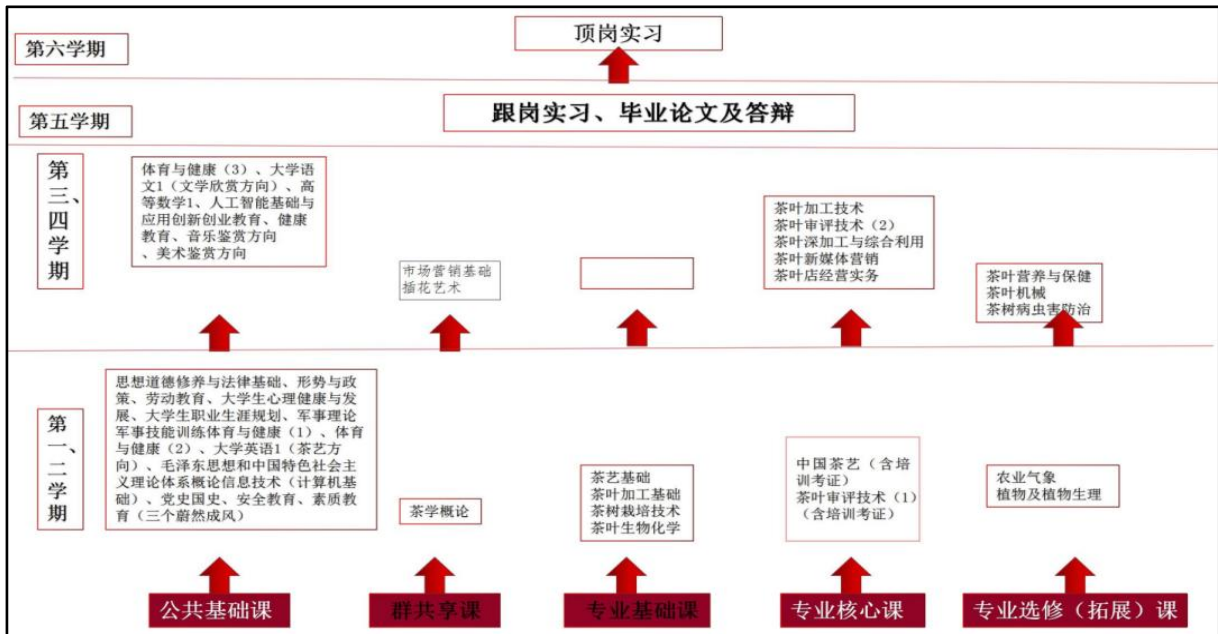 第六学期
顶岗实习
第五学期
跟岗实习、毕业论文及答辩
第三、四学期
体育与健康（3）、大学语
文1（文学欣赏方向）、高
等数学1、人工智能基础与
应用创新创业教育、健康
教育、音乐鉴赏方向
、美术鉴赏方向
市场营销基础
插花艺术
茶叶加工技术
茶叶审评技术（2）
茶叶深加工与综合利用
茶叶新媒体营销
茶叶店经营实务
茶叶营养与保健
茶叶机械
茶树病虫害防治
第一、二学期
思想道德修养与法律基础、形势与政
策、劳动教育、大学生心理健康与发
展、大学生职业生涯规划、军事理论
军事技能训练体育与健康（1）、体育
与健康（2）、大学英语1（茶艺方
向）、毛泽东思想和中国特色社会主
义理论体系概论信息技术（计算机基
础）、党史国史、安全教育、素质教
育（三个蔚然成风）
茶学概论
茶艺基础
茶叶加工基础
茶树栽培技术
茶叶生物化学
中国茶艺（含培
训考证）
茶叶审评技术（1）
（含培训考证）
农业气象
植物及植物生理
公共基础课
群共享课
专业基础课
专业核心课
专业选修（拓展）课